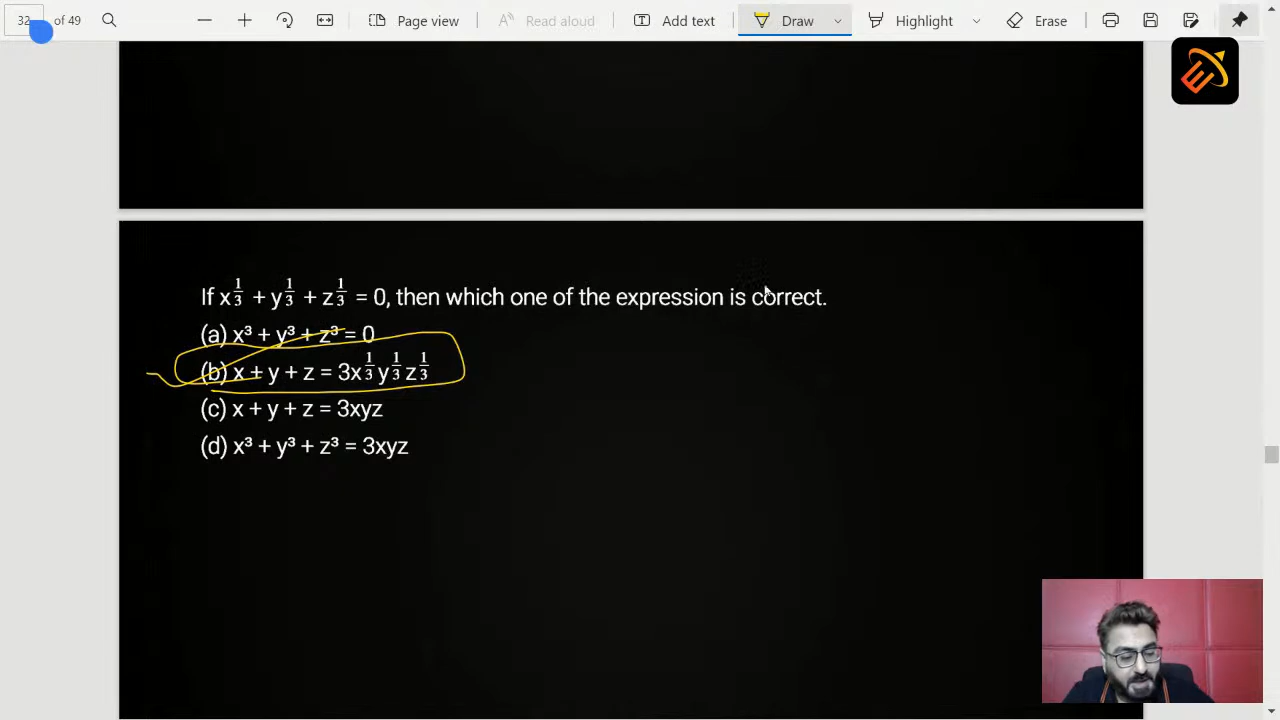 32 of 49 Page view Read aloud Add text Draw Highlight Erase
If x^{1/3} + y^{1/3} + z^{1/3} = 0, then which one of the expression is correct.
(a) x³ + y³ + z³ = 0
(b) x + y + z = 3x^{1/3}y^{1/3}z^{1/3}
(c) x + y + z = 3xyz
(d) x³ + y³ + z³ = 3xyz